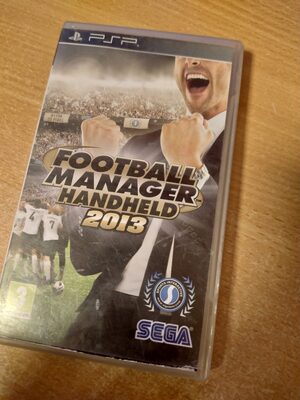 PSP
FOOTBALL
MANAGER
HANDHELD
2013
SEGA